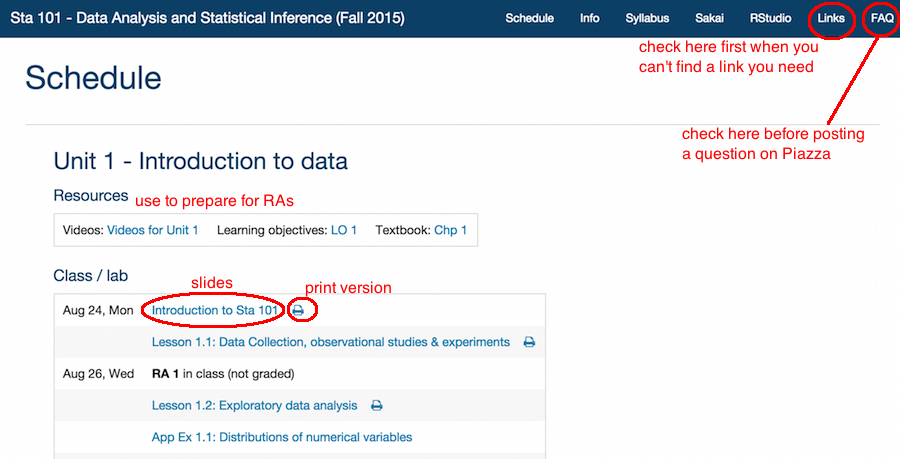 Sta 101 - Data Analysis and Statistical Inference (Fall 2015) Schedule Info Syllabus Sakai RStudio Links FAQ
check here first when you
can't find a link you need
Schedule
check here before posting
a question on Piazza
Unit 1 - Introduction to data
Resources use to prepare for RAs
Videos: Videos for Unit 1 Learning objectives: LO 1 Textbook: Chp 1
Class / lab
slides print version
Aug 24, Mon Introduction to Sta 101
Lesson 1.1: Data Collection, observational studies & experiments
Aug 26, Wed RA 1 in class (not graded)
Lesson 1.2: Exploratory data analysis
App Ex 1.1: Distributions of numerical variables